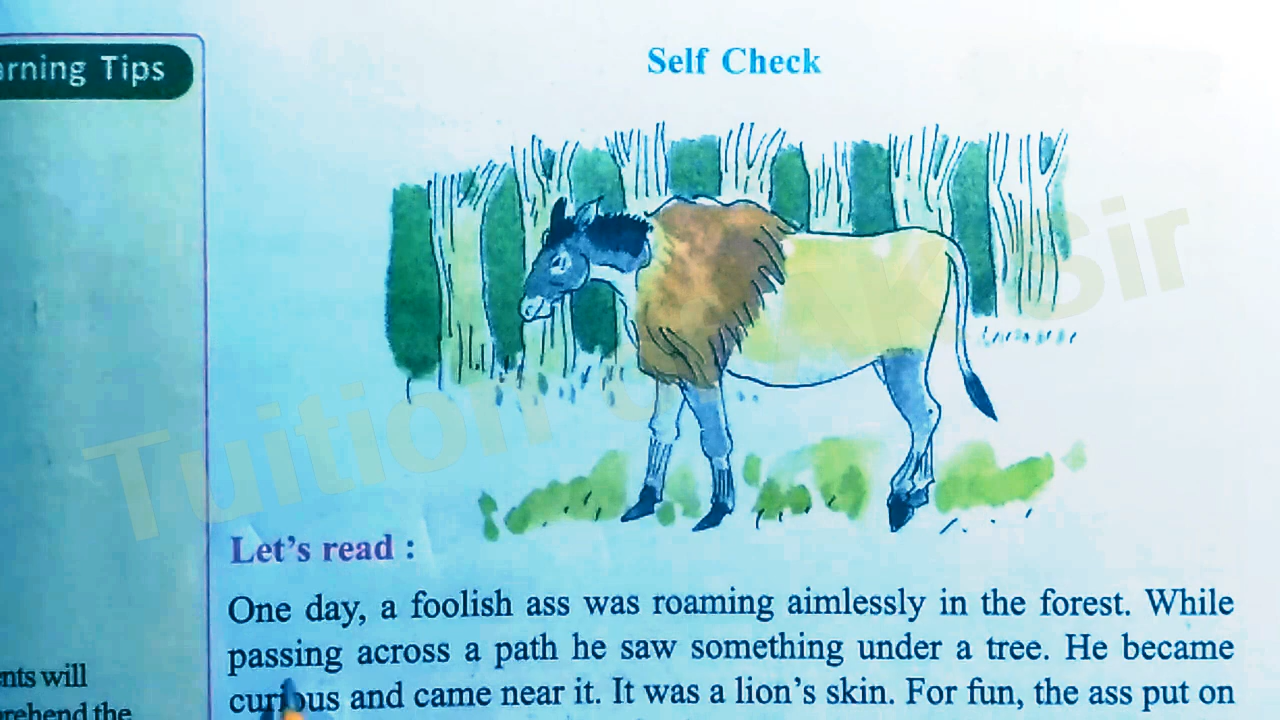 arning Tips
Self Check
Let's read :
One day, a foolish ass was roaming aimlessly in the forest. While
passing across a path he saw something under a tree. He became
curious and came near it. It was a lion's skin. For fun, the ass put on
nts will
rehend the
Tuition Sir